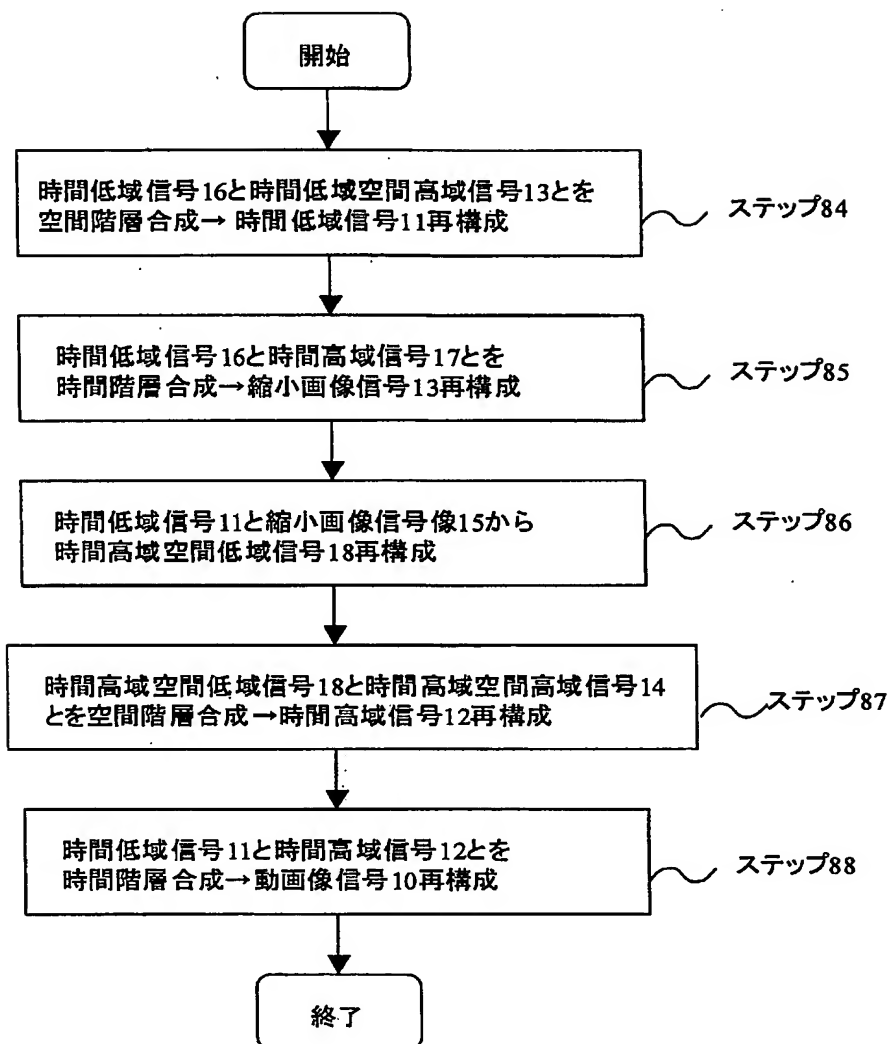 開始
時間低域信号16と時間低域空間高域信号13とを
空間階層合成→ 時間低域信号11再構成
ステップ84
時間低域信号16と時間高域信号17とを
時間階層合成→縮小画像信号13再構成
ステップ85
時間低域信号11と縮小画像信号像15から
時間高域空間低域信号18再構成
ステップ86
時間高域空間低域信号18と時間高域空間高域信号14
とを空間階層合成→時間高域信号12再構成
ステップ87
時間低域信号11と時間高域信号12とを
時間階層合成→動画像信号10再構成
ステップ88
終了